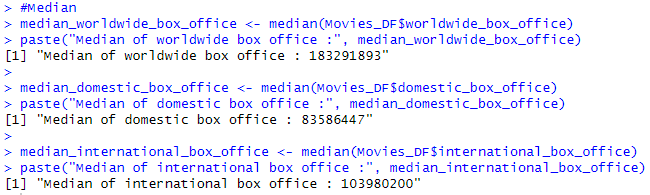 > #Median
> median_worldwide_box_office <- median(Movies_DF$worldwide_box_office)
> paste("Median of worldwide box office :", median_worldwide_box_office)
[1] "Median of worldwide box office : 183291893"
>
> median_domestic_box_office <- median(Movies_DF$domestic_box_office)
> paste("Median of domestic box office :", median_domestic_box_office)
[1] "Median of domestic box office : 83586447"
>
> median_international_box_office <- median(Movies_DF$international_box_office)
> paste("Median of international box office :", median_international_box_office)
[1] "Median of international box office : 103980200"